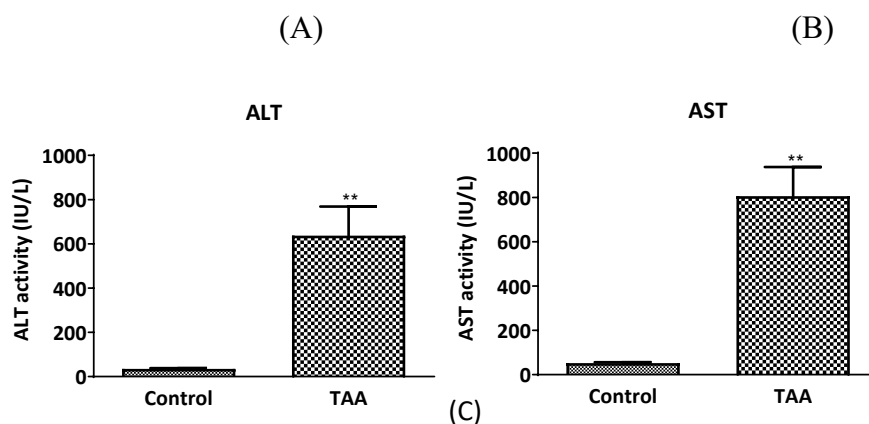 (A)
(B)
ALT
AST
ALT activity (IU/L)
1000
800
600
400
200
0
**
Control
TAA
AST activity (IU/L)
1000
800
600
400
200
0
**
Control
TAA
(C)